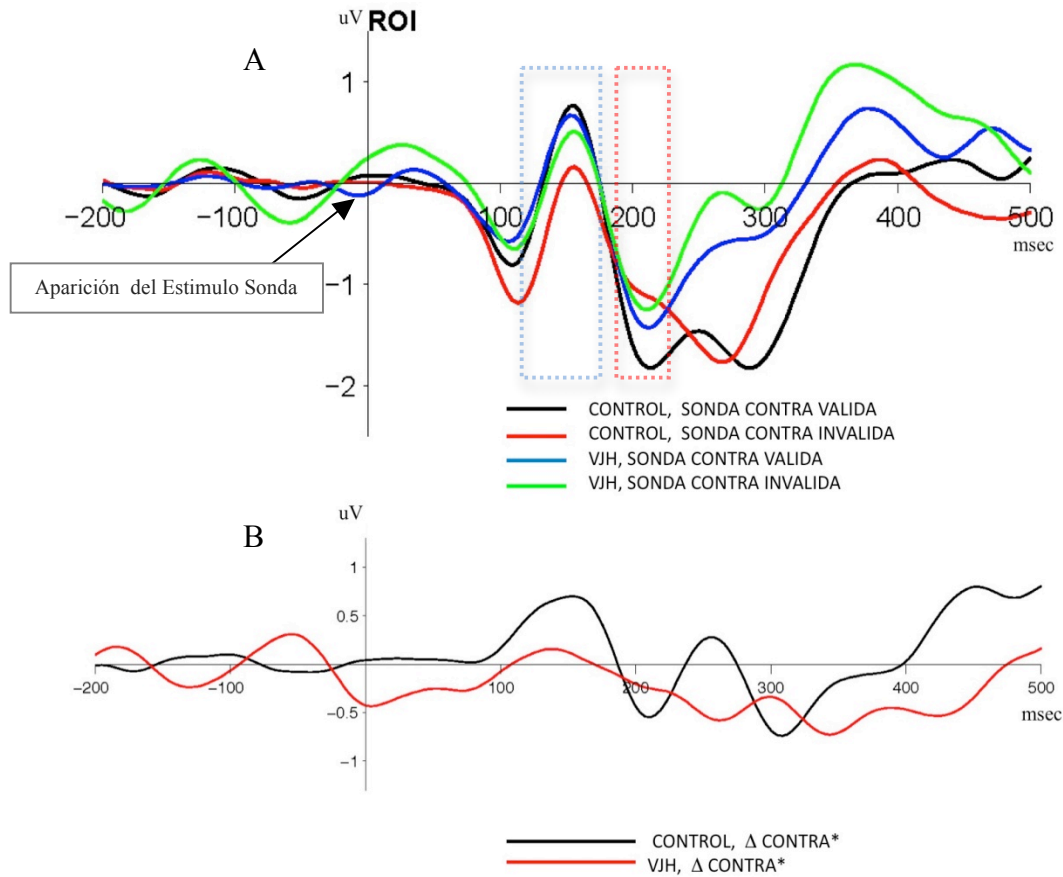 uV ROI
A
1
−200 −100 100 200 300 400 500
msec
Aparición del Estimulo Sonda
−1
−2
CONTROL, SONDA CONTRA VALIDA
CONTROL, SONDA CONTRA INVALIDA
VJH, SONDA CONTRA VALIDA
VJH, SONDA CONTRA INVALIDA
uV
B
1
0.5
−200 −100 100 200 300 400 500
−0.5
msec
−1
CONTROL, Δ CONTRA*
VJH, Δ CONTRA*